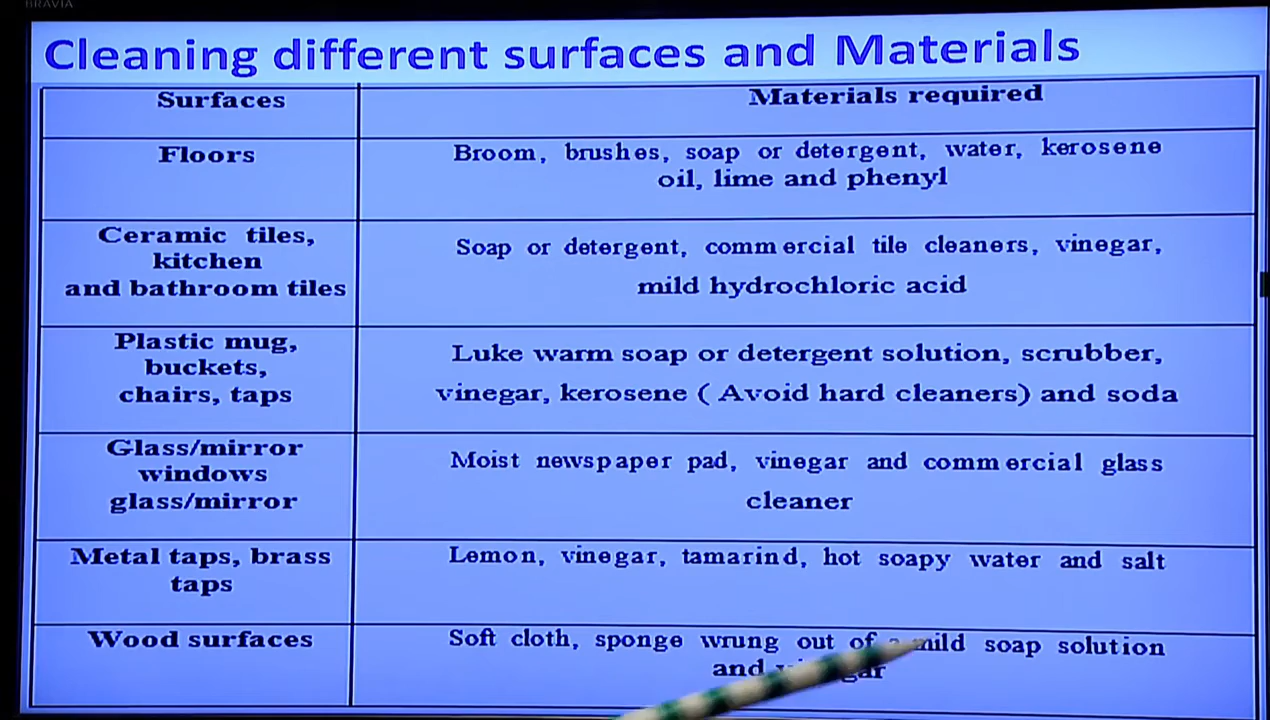 BRAVIA
Cleaning different surfaces and Materials
Surfaces
Materials required
Floors
Broom, brushes, soap or detergent, water, kerosene
oil, lime and phenyl
Ceramic tiles,
kitchen
and bathroom tiles
Soap or detergent, commercial tile cleaners, vinegar,
mild hydrochloric acid
Plastic mug,
buckets,
chairs, taps
Luke warm soap or detergent solution, scrubber,
vinegar, kerosene ( Avoid hard cleaners) and soda
Glass/mirror
windows
glass/mirror
Moist newspaper pad, vinegar and commercial glass
cleaner
Metal taps, brass
taps
Lemon, vinegar, tamarind, hot soapy water and salt
Wood surfaces
Soft cloth, sponge wrung out of mild soap solution
and